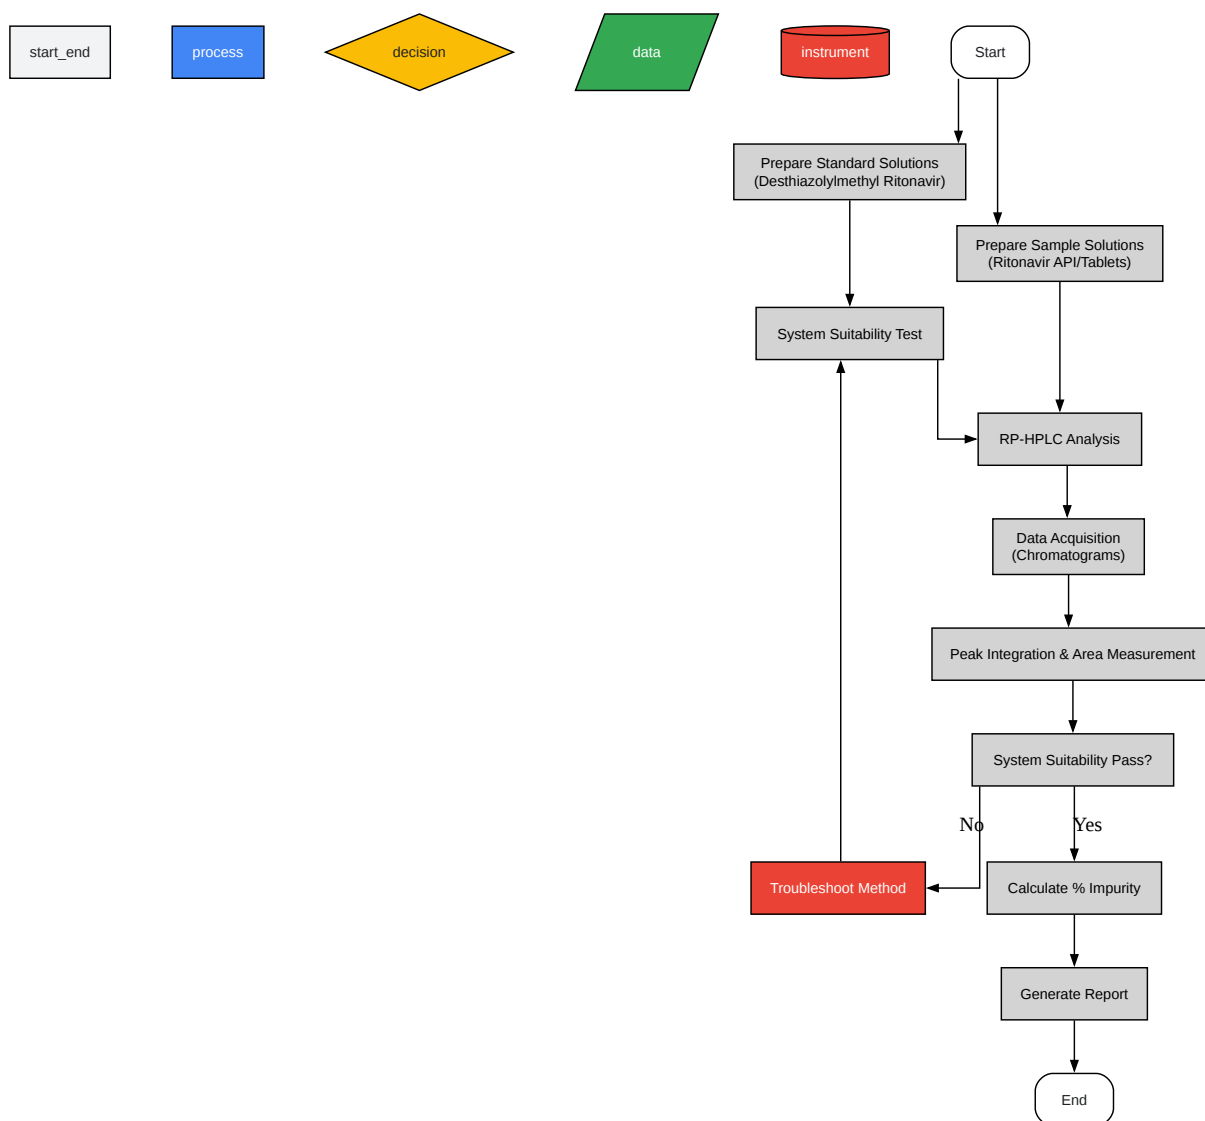 start_end
process
decision
data
instrument
Start
Prepare Standard Solutions
(Desthiazolylmethyl Ritonavir)
Prepare Sample Solutions
(Ritonavir API/Tablets)
System Suitability Test
RP-HPLC Analysis
Data Acquisition
(Chromatograms)
Peak Integration & Area Measurement
System Suitability Pass?
No
Yes
Troubleshoot Method
Calculate % Impurity
Generate Report
End